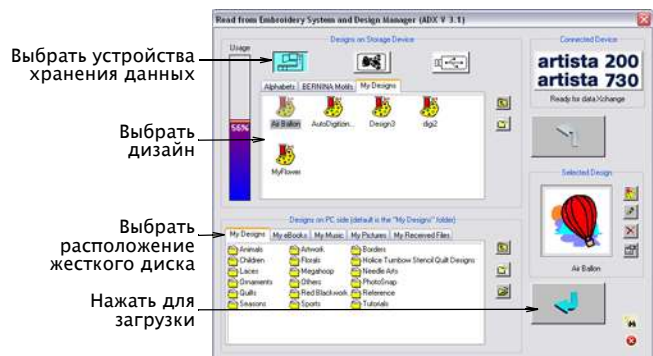 Read from Embroidery System and Design Manager (ADX V 3.1)
Выбрать устройства
хранения данных
Usage
Designs on Storage Device
Connected Device
artista 200
artista 730
Ready for data Xchange
Alphabets
BERNINA Motifs
My Designs
Выбрать
дизайн
56%
Air Ballon
AutoDigition...
Design3
digi2
MyFlower
Selected Design
Air Ballon
Выбрать
расположение
жесткого диска
Designs on PC side (default is the "My Designs" folder)
My Designs
My eBooks
My Music
My Pictures
My Received Files
Animals
Artwork
Borders
Children
Florals
Holice Turnbow Stencil Quilt Designs
Laces
Megahoop
Needle Arts
Ornaments
Others
PhotoSnap
Quilts
Red Blackwork
Reference
Seasons
Sports
Tutorials
Нажать для
загрузки